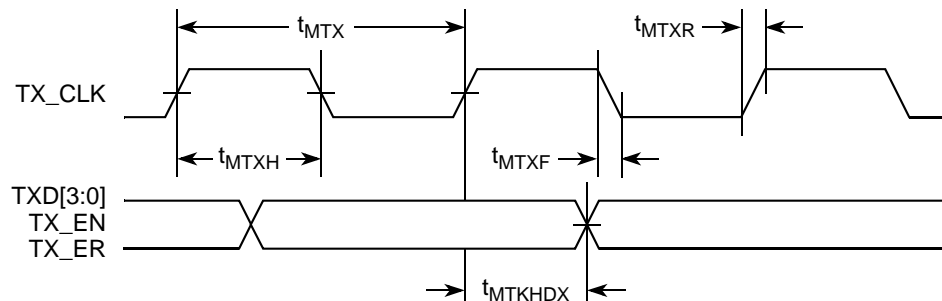 tMTX
tMTXR
TX_CLK
tMTXH
tMTXF
TXD[3:0]
TX_EN
TX_ER
tMTKHDX